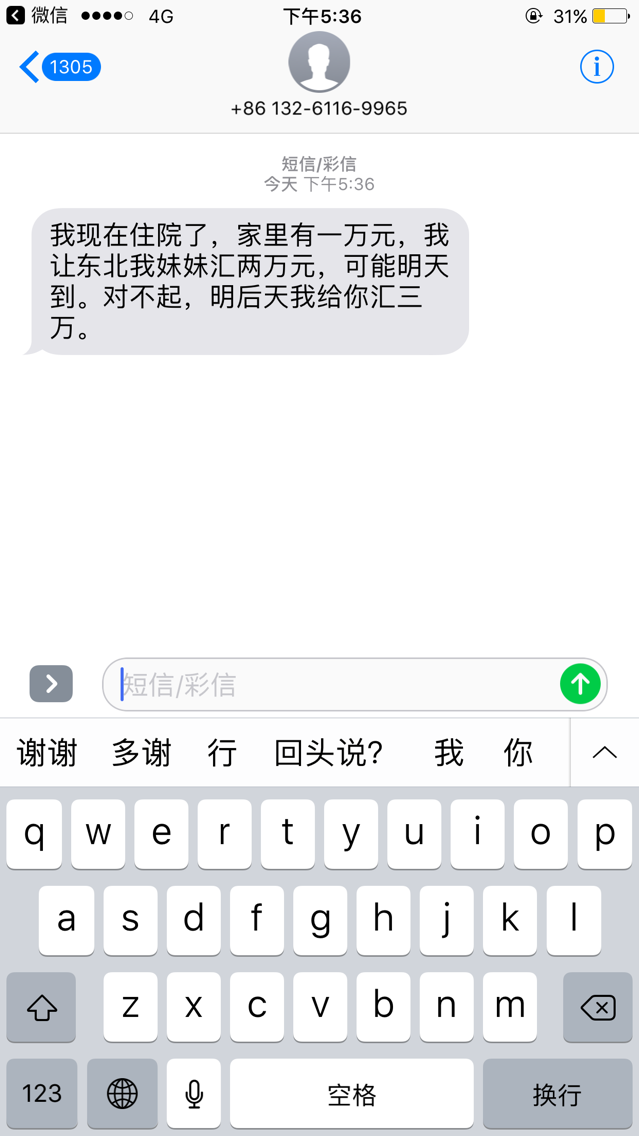 微信 4G 下午5:36 31%
1305
+86 132-6116-9965
短信/彩信
今天 下午5:36
我现在住院了，家里有一万元，我
让东北我妹妹汇两万元，可能明天
到。对不起，明后天我给你汇三
万。
短信/彩信
谢谢 多谢 行 回头说? 我 你
q w e r t y u i o p
a s d f g h j k l
z x c v b n m
123 空格 换行